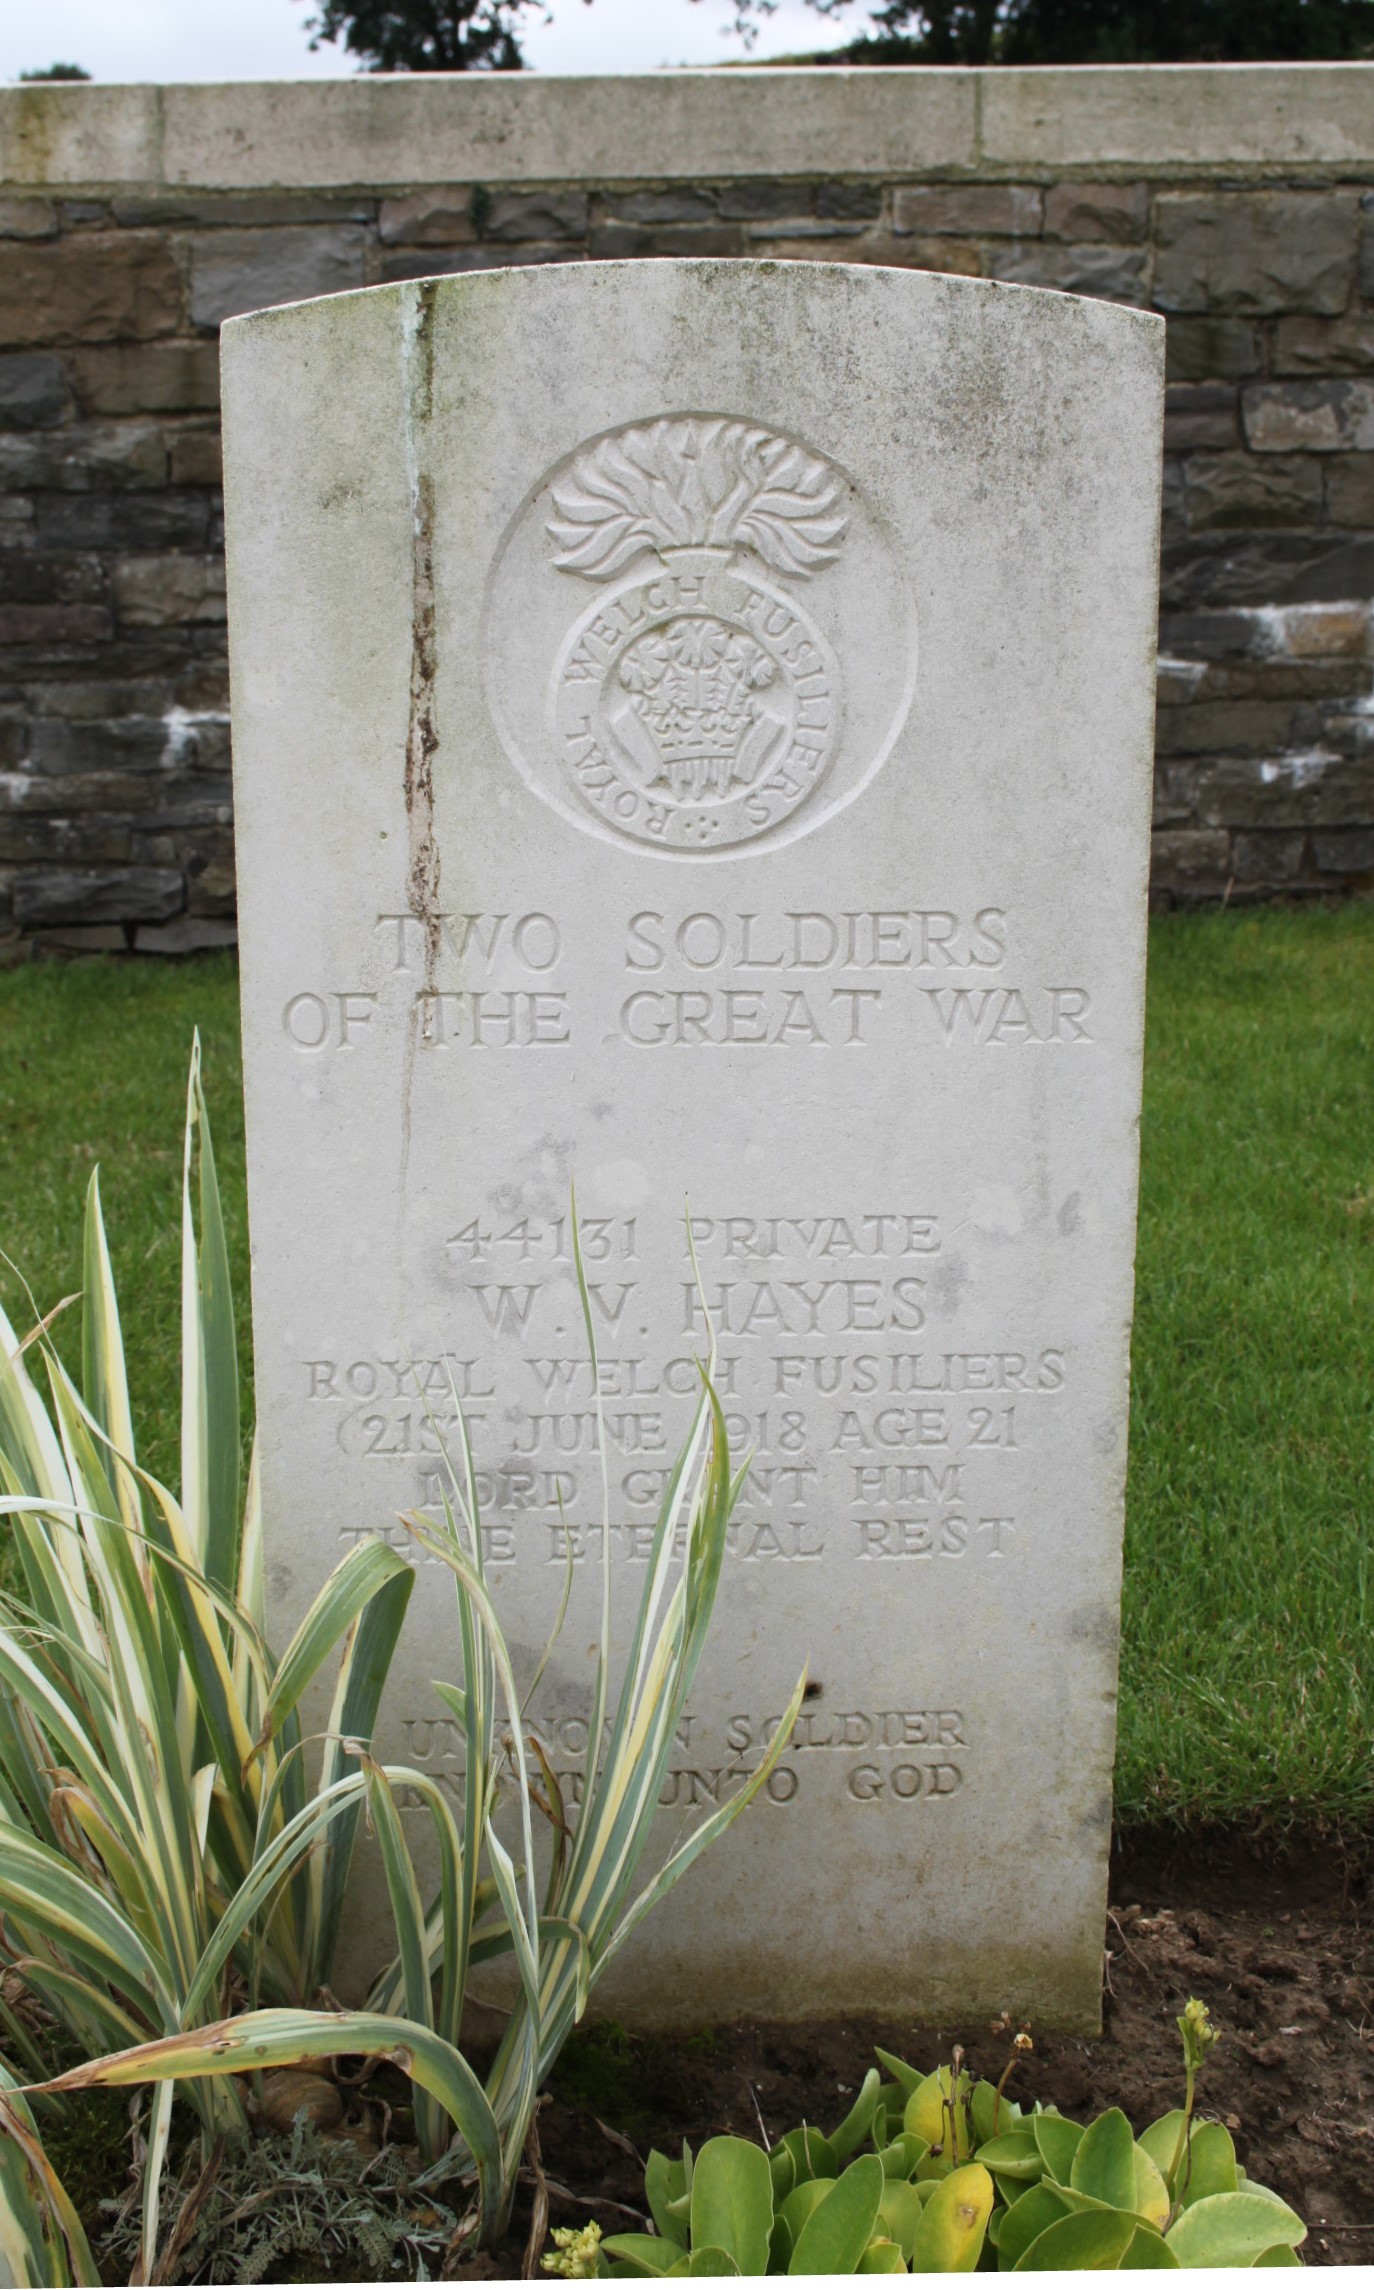 ROYAL WELCH FUSILIERS
TWO SOLDIERS
OF THE GREAT WAR
44131 PRIVATE
W. V. HAYES
ROYAL WELCH FUSILIERS
21ST JUNE 1918 AGE 21
LORD GRANT HIM
THINE ETERNAL REST
UNKNOWN SOLDIER
KNOWN UNTO GOD